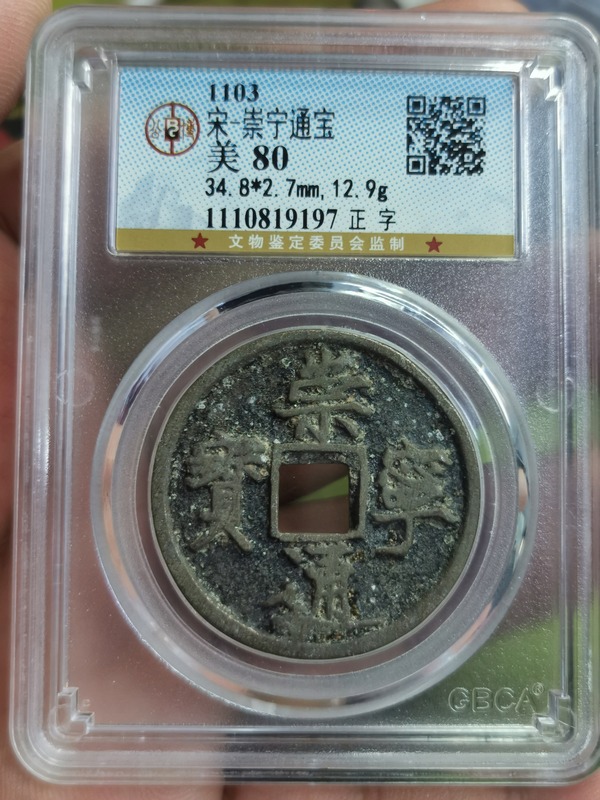 1103
宋-崇宁通宝
美 80
34.8*2.7mm,12.9g
1110819197 正 字
★ 文物鉴定委员会监制 ★
崇
寳 寧
通
GBCA®